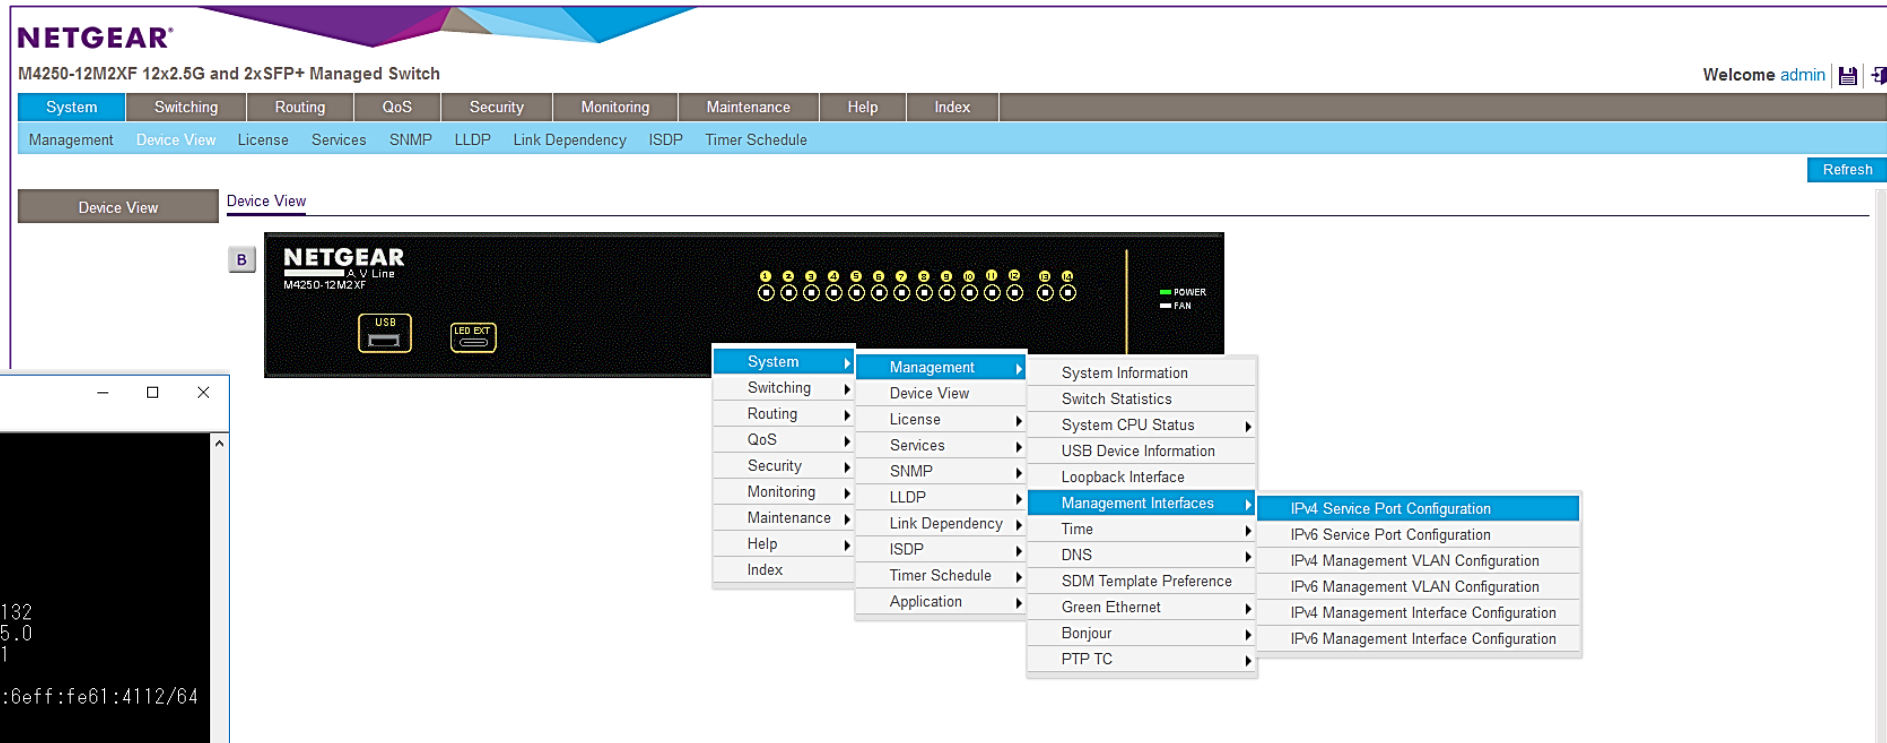 NETGEAR®
M4250-12M2XF 12x2.5G and 2xSFP+ Managed Switch
Welcome admin
System Switching Routing QoS Security Monitoring Maintenance Help Index
Management Device View License Services SNMP LLDP Link Dependency ISDP Timer Schedule
Refresh
Device View
Device View
B
NETGEAR
AV Line
M4250-12M2XF
1 2 3 4 5 6 7 8 9 10 11 12 13 14
POWER
FAN
USB
LED EXT
System
Switching
Routing
QoS
Security
Monitoring
Maintenance
Help
Index
Management
Device View
License
Services
SNMP
LLDP
Link Dependency
ISDP
Timer Schedule
Application
System Information
Switch Statistics
System CPU Status
USB Device Information
Loopback Interface
Management Interfaces
Time
DNS
SDM Template Preference
Green Ethernet
Bonjour
PTP TC
IPv4 Service Port Configuration
IPv6 Service Port Configuration
IPv4 Management VLAN Configuration
IPv6 Management VLAN Configuration
IPv4 Management Interface Configuration
IPv6 Management Interface Configuration
132
5.0
1
:6eff:fe61:4112/64